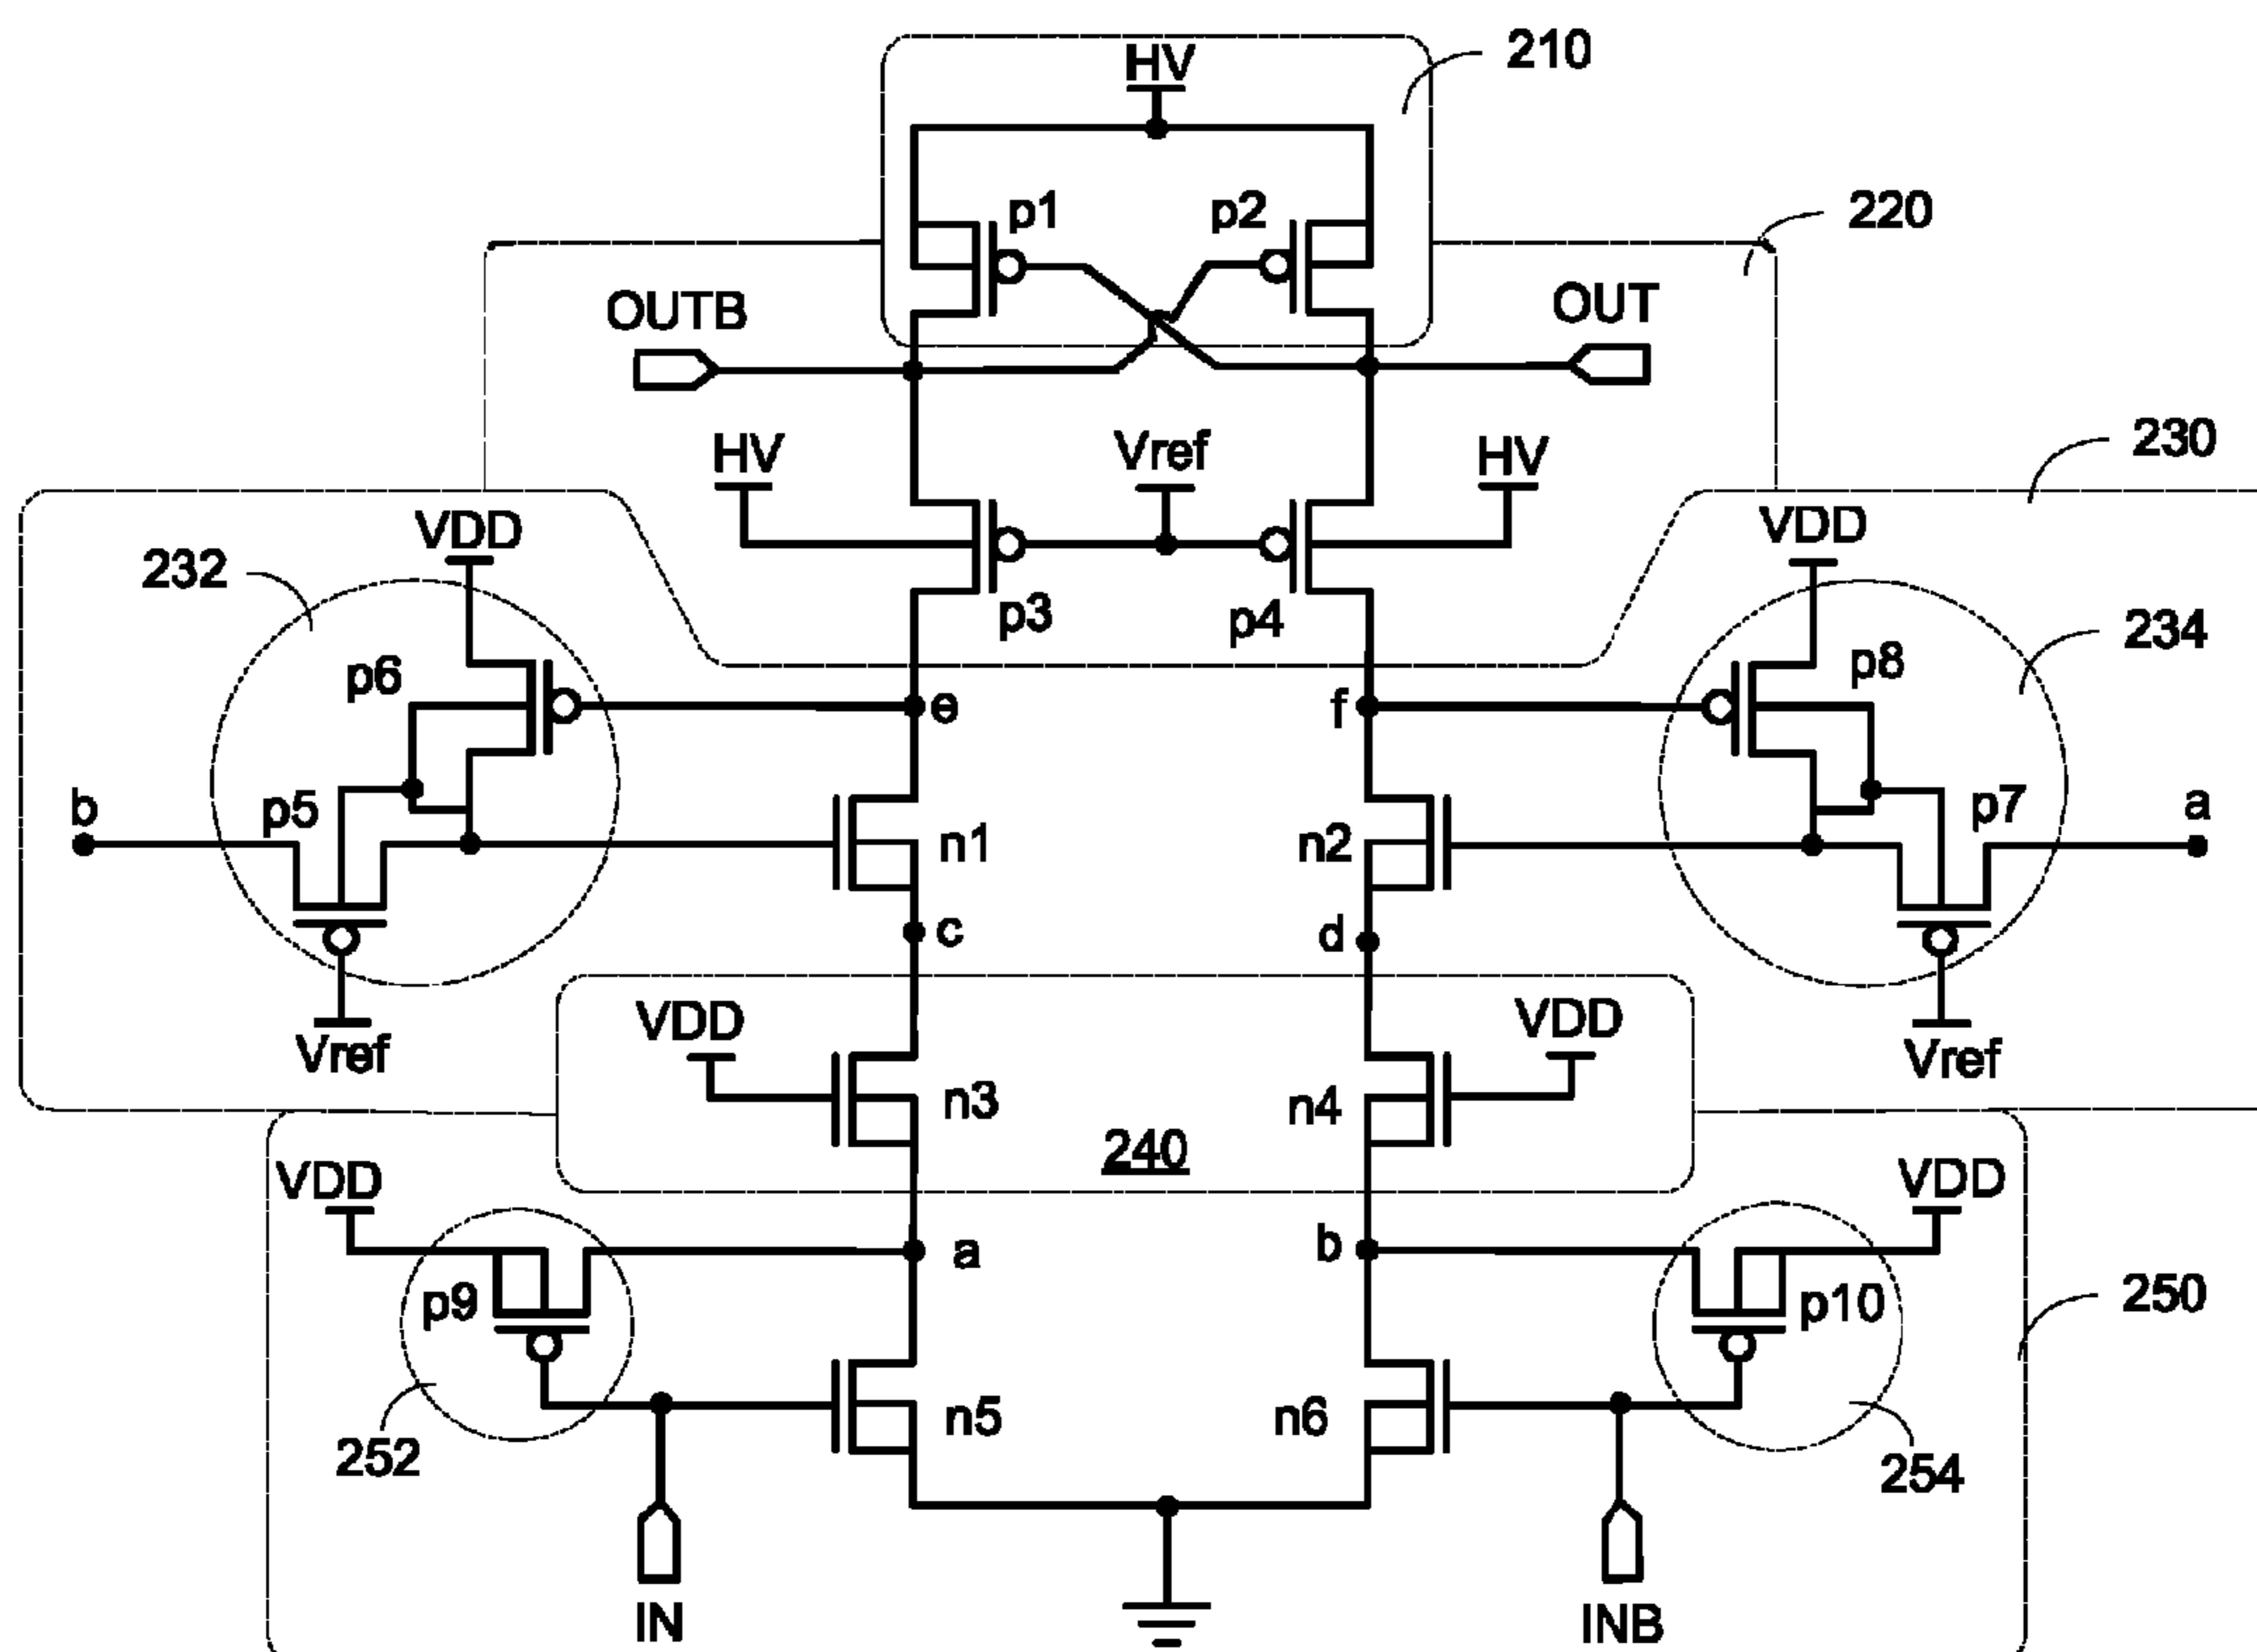 HV
210
p1
p2
220
OUTB
OUT
HV
Vref
HV
230
VDD
VDD
232
p3
p4
234
p6
p8
e
f
b
p5
n1
n2
p7
a
c
d
VDD
VDD
Vref
Vref
n3
n4
240
VDD
VDD
a
b
p9
p10
250
n5
n6
252
254
IN
INB